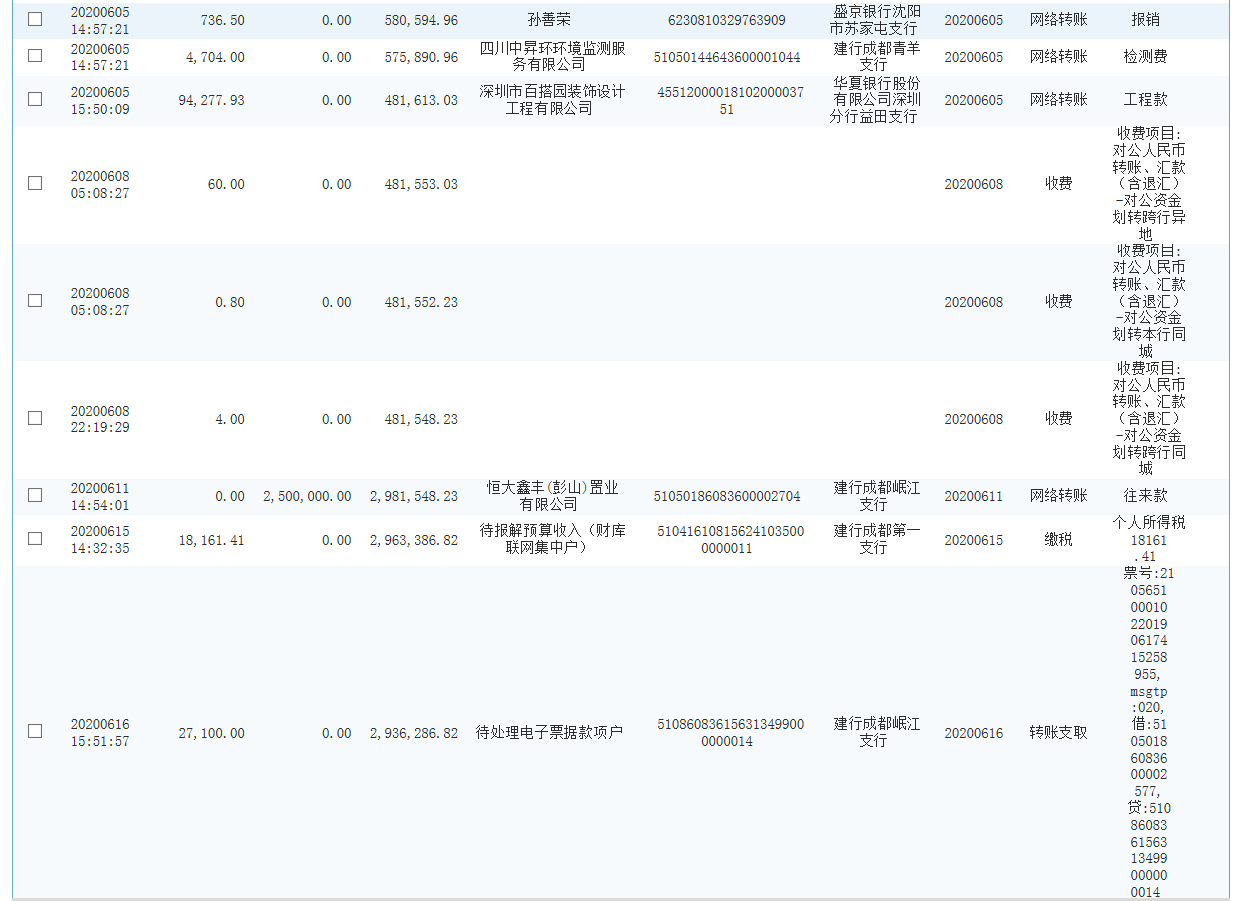 20200605
14:57:21
736.50
0.00
580,594.96
孙善荣
6230810329763909
盛京银行沈阳
市苏家屯支行
20200605
网络转账
报销
20200605
14:57:21
4,704.00
0.00
575,890.96
四川中昇环环境监测服
务有限公司
51050144643600001044
建行成都青羊
支行
20200605
网络转账
检测费
20200605
15:50:09
94,277.93
0.00
481,613.03
深圳市百搭园装饰设计
工程有限公司
45512000018102000037
51
华夏银行股份
有限公司深圳
分行益田支行
20200605
网络转账
工程款
20200608
05:08:27
60.00
0.00
481,553.03
20200608
收费
收费项目:
对公人民币
转账、汇款
（含退汇）
-对公资金
划转跨行异
地
20200608
05:08:27
0.80
0.00
481,552.23
20200608
收费
收费项目:
对公人民币
转账、汇款
（含退汇）
-对公资金
划转本行同
城
20200608
22:19:29
4.00
0.00
481,548.23
20200608
收费
收费项目:
对公人民币
转账、汇款
（含退汇）
-对公资金
划转跨行同
城
20200611
14:54:01
0.00
2,500,000.00
2,981,548.23
恒大鑫丰(彭山)置业
有限公司
51050186083600002704
建行成都岷江
支行
20200611
网络转账
往来款
20200615
14:32:35
18,161.41
0.00
2,963,386.82
待报解预算收入（财库
联网集中户）
51041610815624103500
0000011
建行成都第一
支行
20200615
缴税
个人所得税
18161
.41
20200616
15:51:57
27,100.00
0.00
2,936,286.82
待处理电子票据款项户
51086083615631349900
0000014
建行成都岷江
支行
20200616
转账支取
票号:21
05651
00010
22019
06174
15258
955,
msgtp
:020,
借:51
05018
60836
00002
577,
贷:510
86083
61563
13499
00000
0014